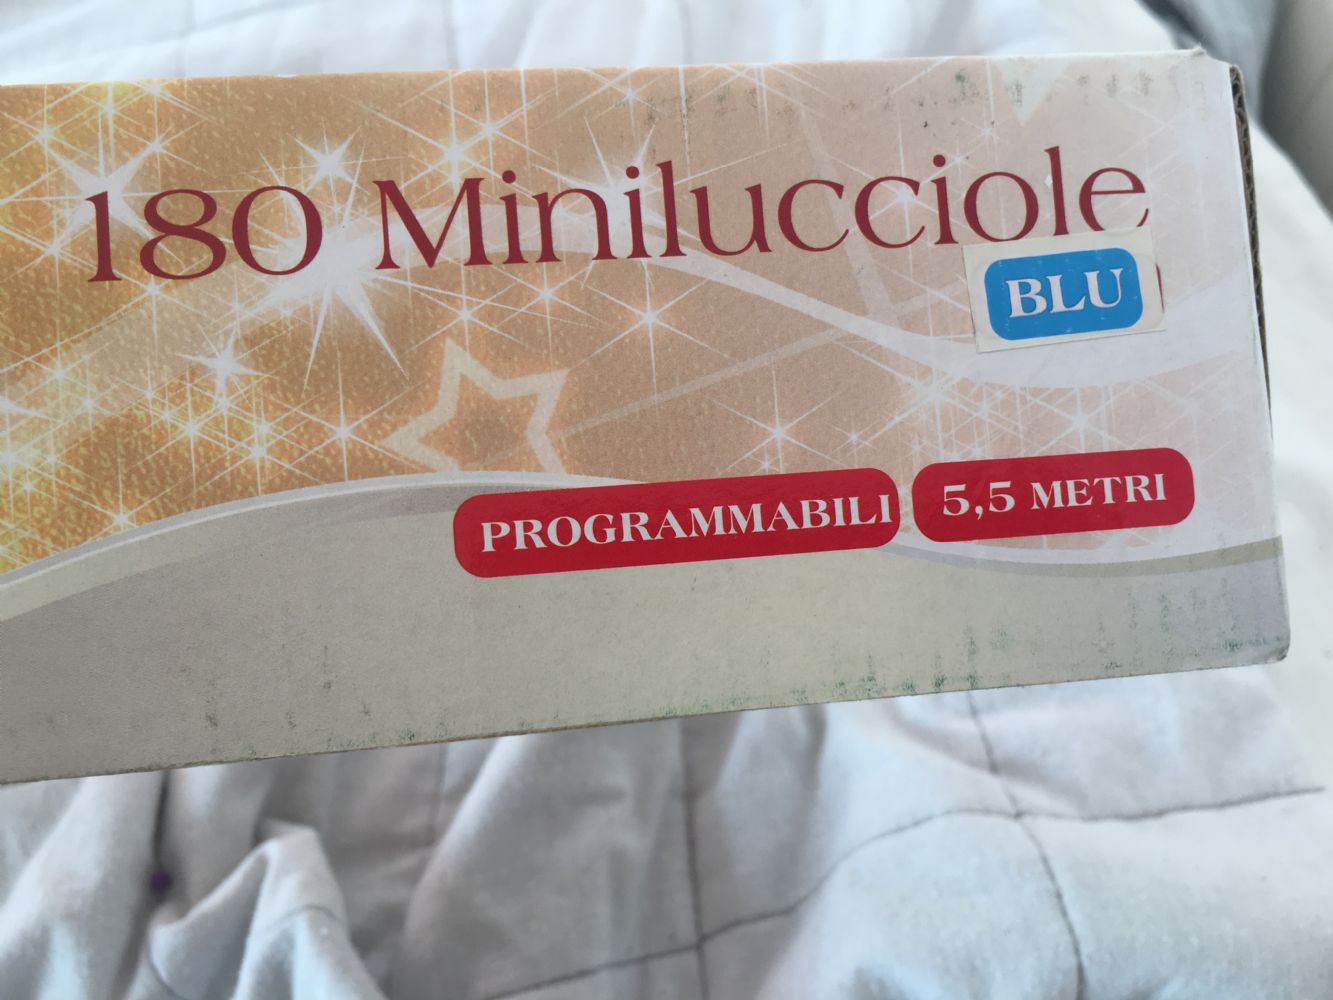 180 Minilucciole
BLU
PROGRAMMABILI
5,5 METRI